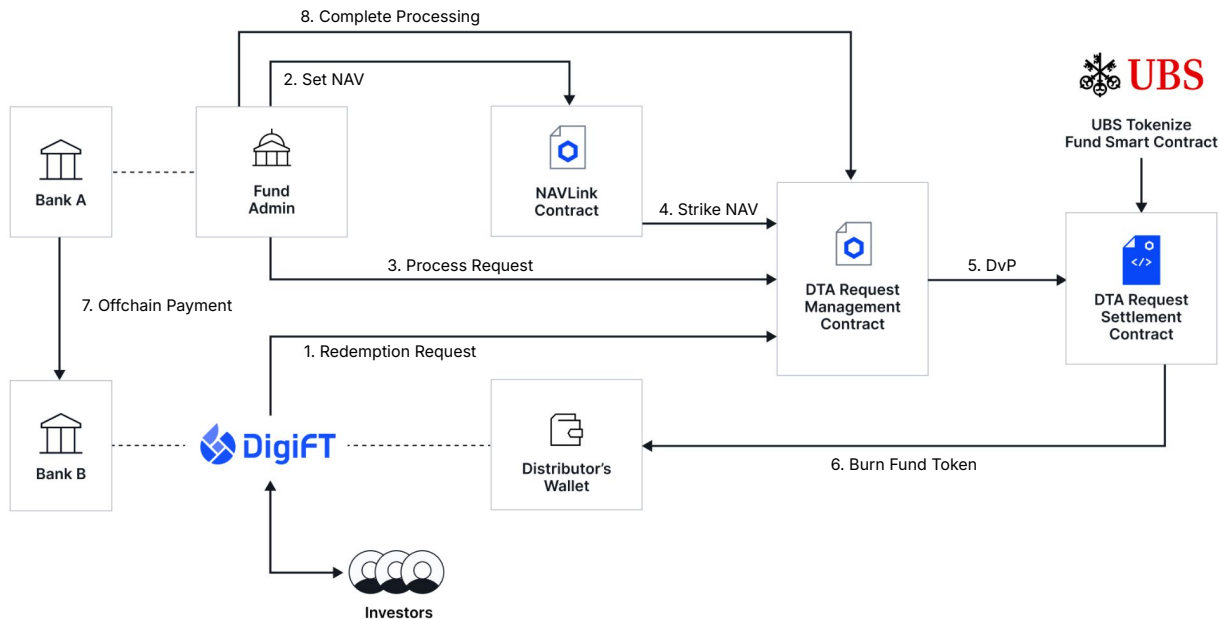 8. Complete Processing
2. Set NAV
UBS
UBS Tokenize
Fund Smart Contract
Bank A
Fund
Admin
NAVLink
Contract
4. Strike NAV
3. Process Request
DTA Request
Management
Contract
5. DvP
</>
DTA Request
Settlement
Contract
7. Offchain Payment
1. Redemption Request
Bank B
DigiFT
Distributor's
Wallet
6. Burn Fund Token
Investors